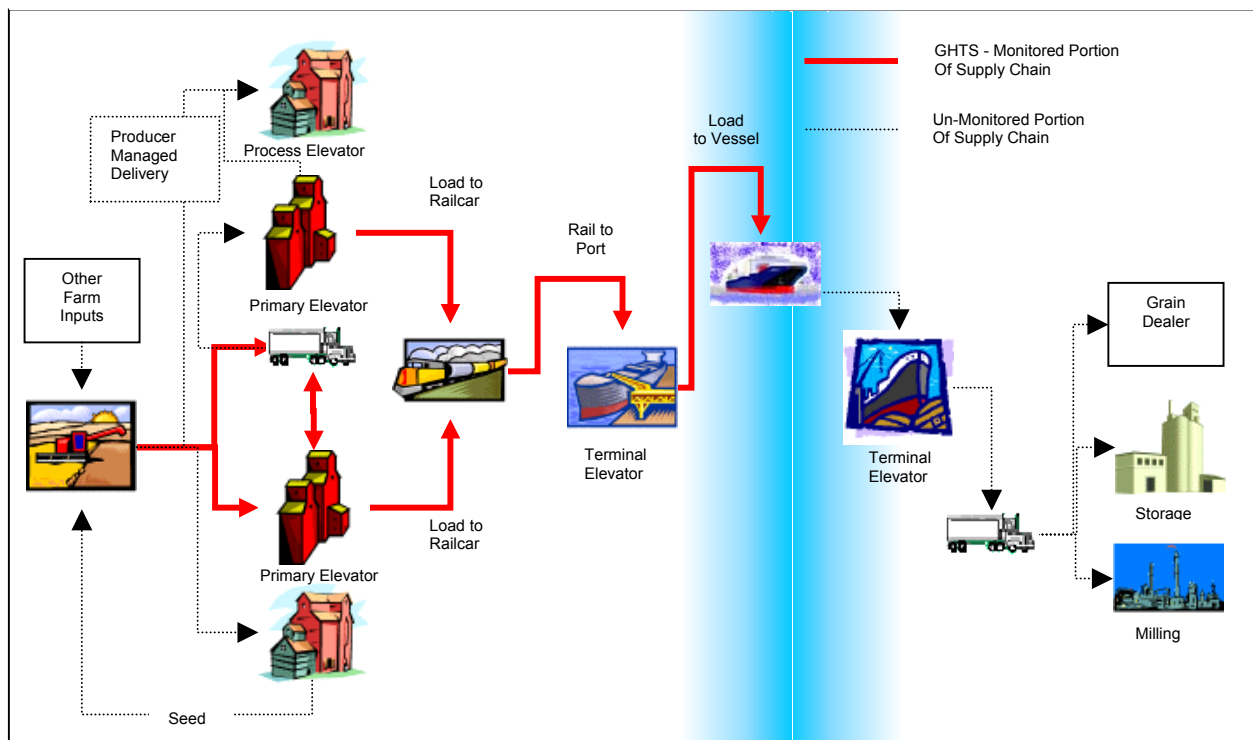 GHTS - Monitored Portion
Of Supply Chain
Un-Monitored Portion
Of Supply Chain
Producer
Managed
Delivery
Process Elevator
Load to
Railcar
Load
to Vessel
Rail to
Port
Other
Farm
Inputs
Primary Elevator
Grain
Dealer
Terminal
Elevator
Terminal
Elevator
Storage
Load to
Railcar
Primary Elevator
Milling
Seed